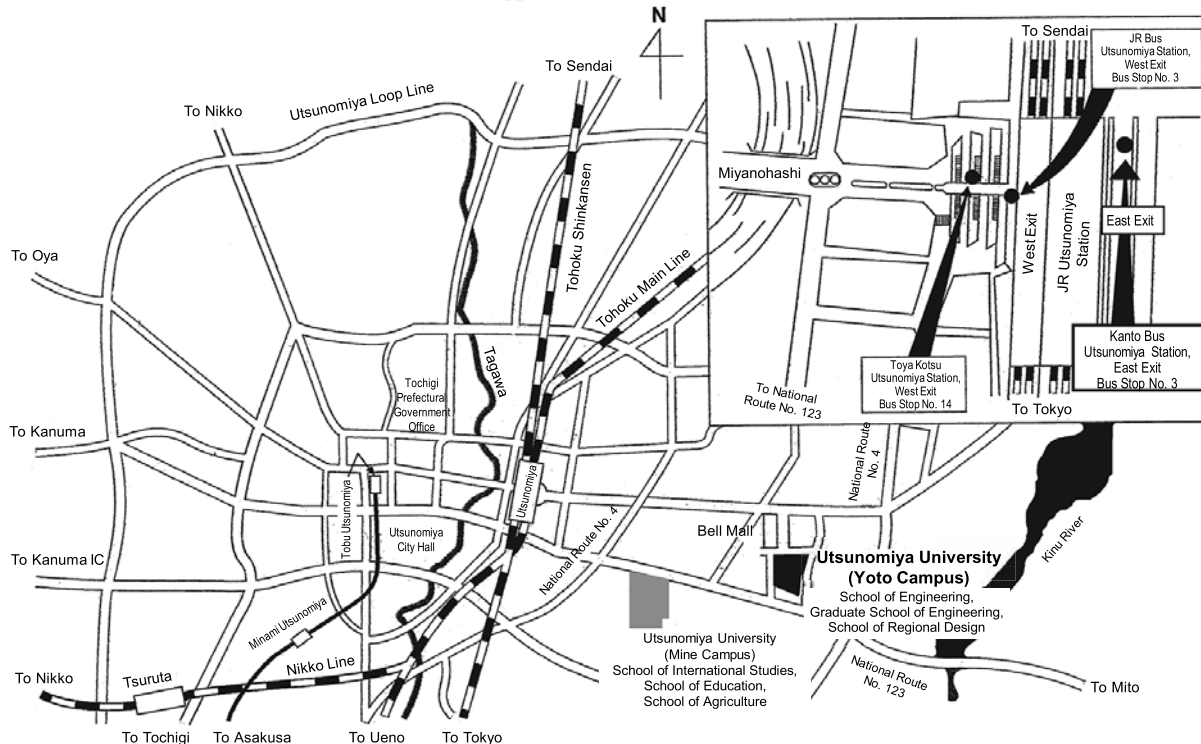 N
To Sendai
To Nikko
Utsunomiya Loop Line
To Oya
Tohoku Shinkansen
Tohoku Main Line
Tagawa
Tochigi
Prefectural
Government
Office
To Kanuma
Tobu Utsunomiya
Utsunomiya
City Hall
Utsunomiya
National Route No. 4
To Kanuma IC
Minami Utsunomiya
Nikko Line
To Nikko
Tsuruta
To Tochigi
To Asakusa
To Ueno
To Tokyo
To Sendai
JR Bus
Utsunomiya Station,
West Exit
Bus Stop No. 3
Miyanohashi
West Exit
JR Utsunomiya
Station
East Exit
Toya Kotsu
Utsunomiya Station,
West Exit
Bus Stop No. 14
Kanto Bus
Utsunomiya Station,
East Exit
Bus Stop No. 3
To National
Route No. 123
To Tokyo
National Route
No. 4
Bell Mall
Kinu River
Utsunomiya University
(Yoto Campus)
School of Engineering,
Graduate School of Engineering,
School of Regional Design
Utsunomiya University
(Mine Campus)
School of International Studies,
School of Education,
School of Agriculture
National Route
No. 123
To Mito